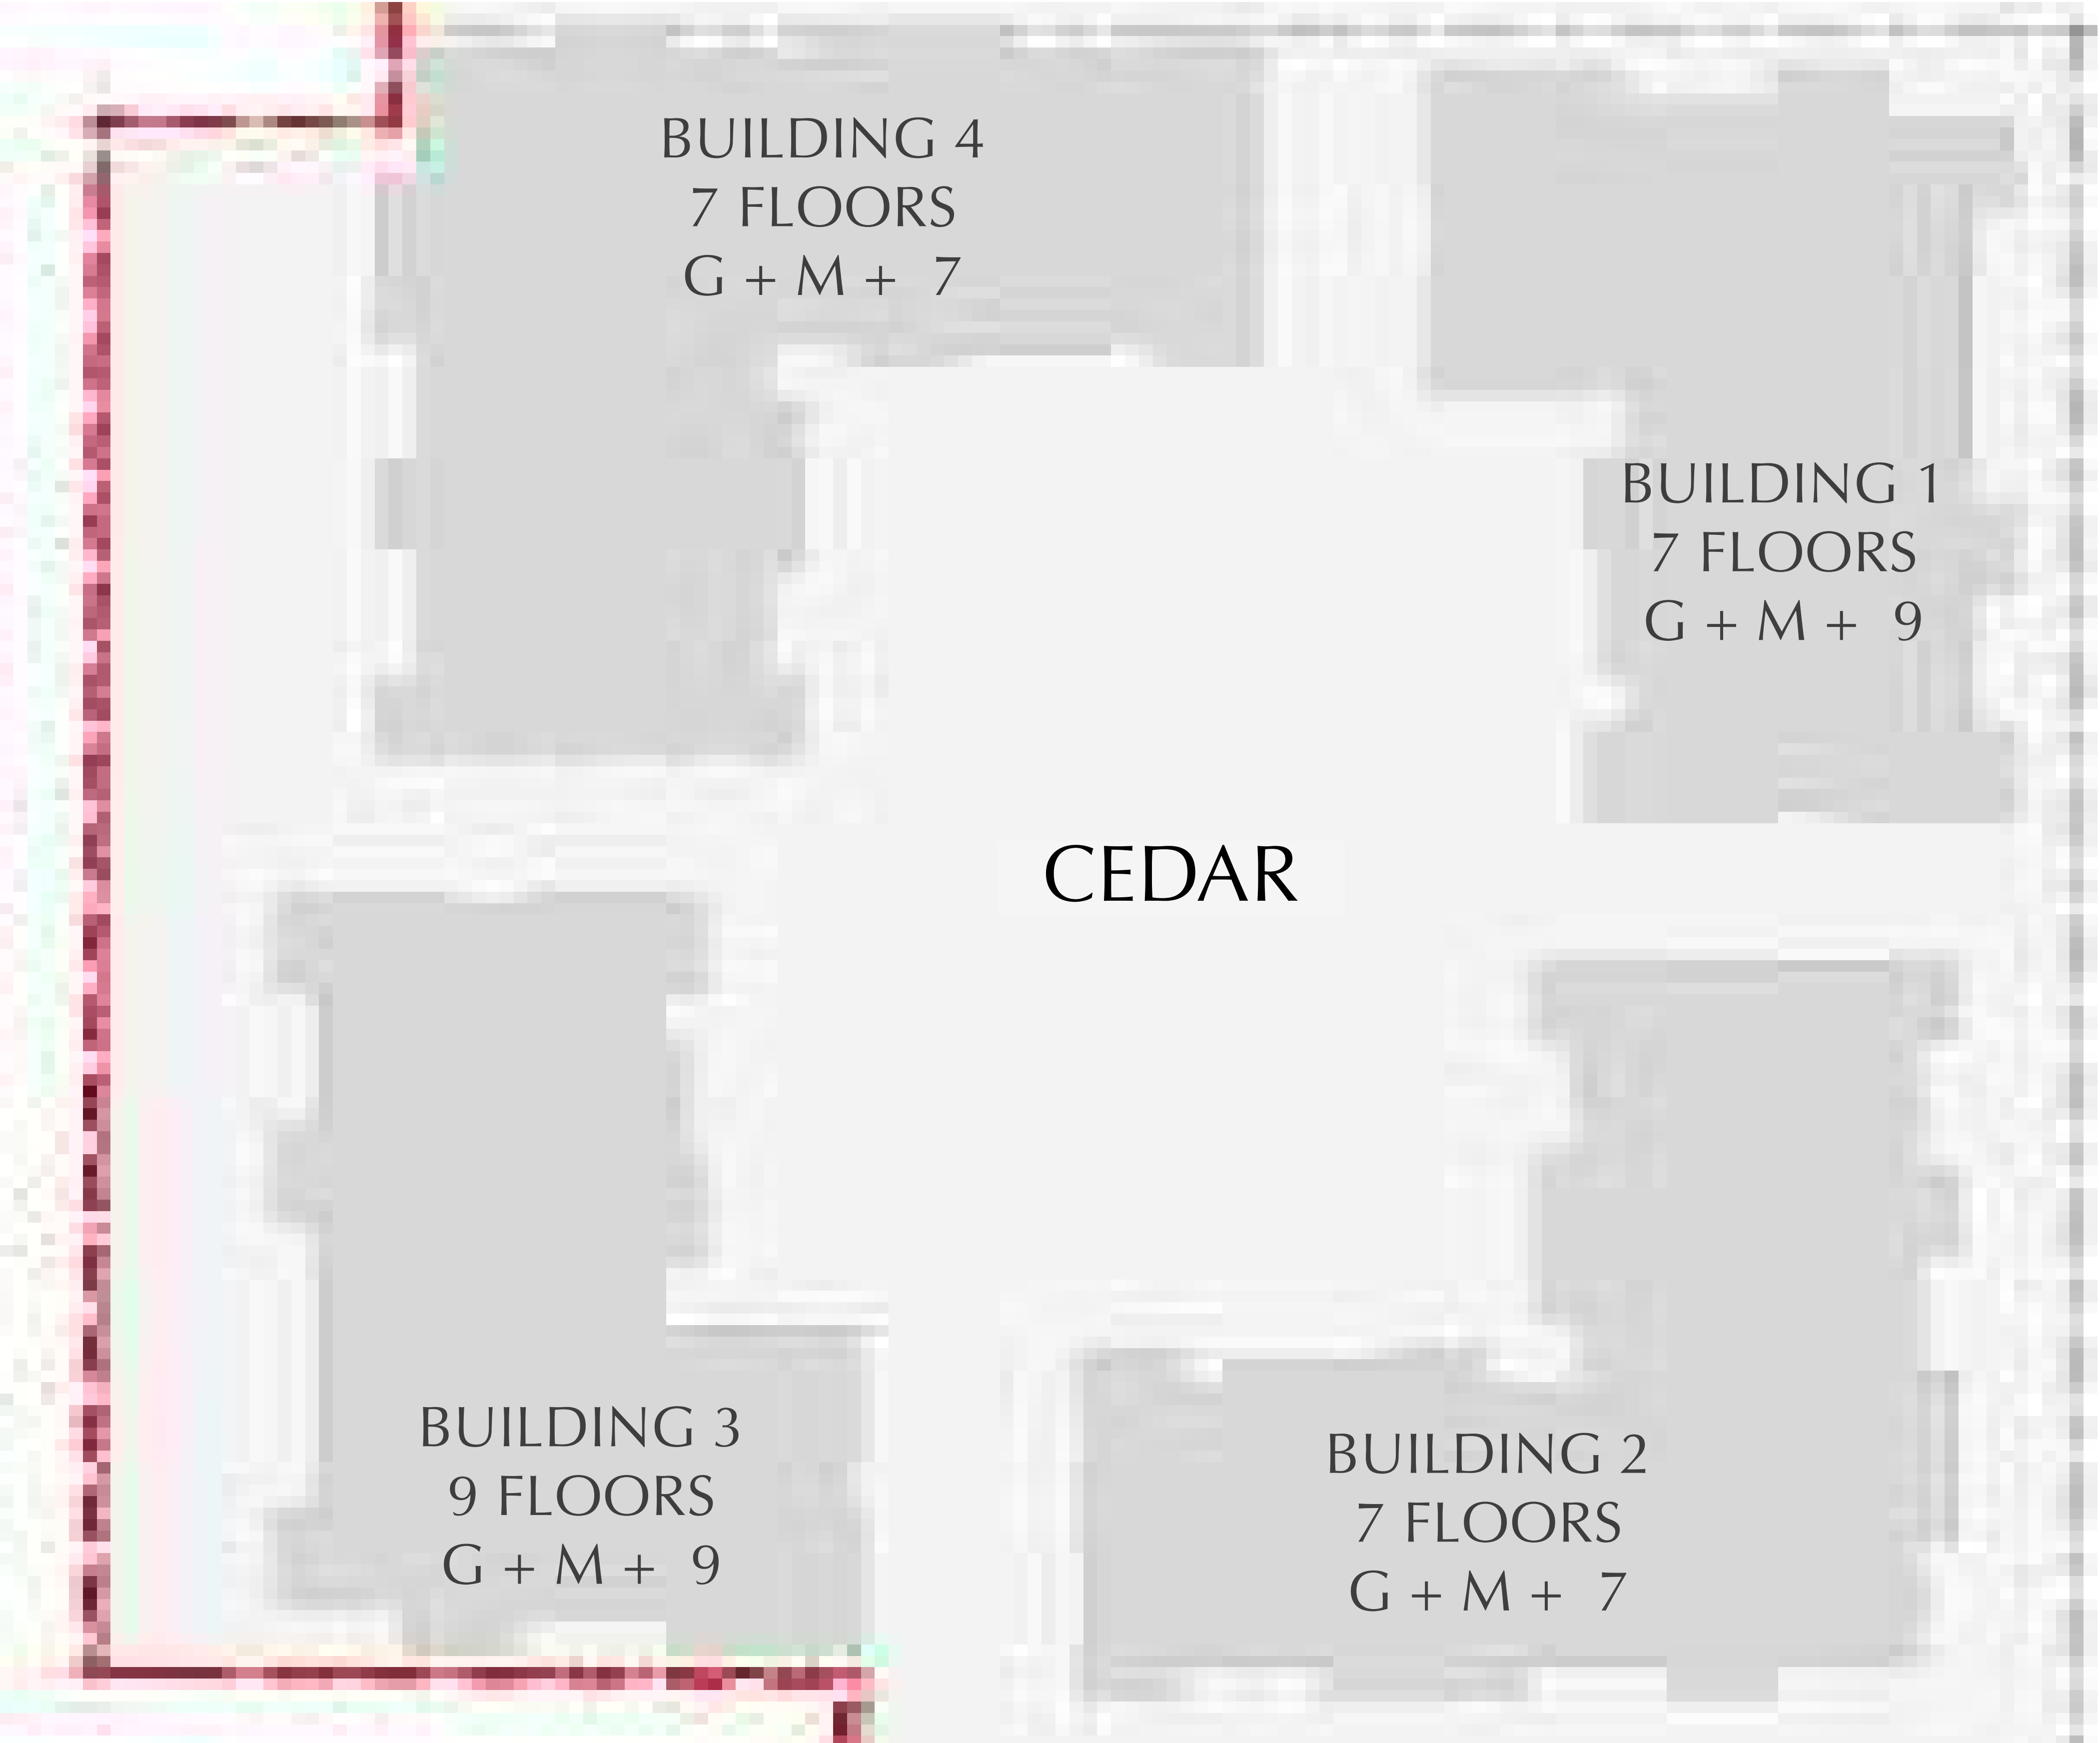 BUILDING 4
7 FLOORS
G + M + 7
BUILDING 1
7 FLOORS
G + M + 9
CEDAR
BUILDING 3
9 FLOORS
G + M + 9
BUILDING 2
7 FLOORS
G + M + 7